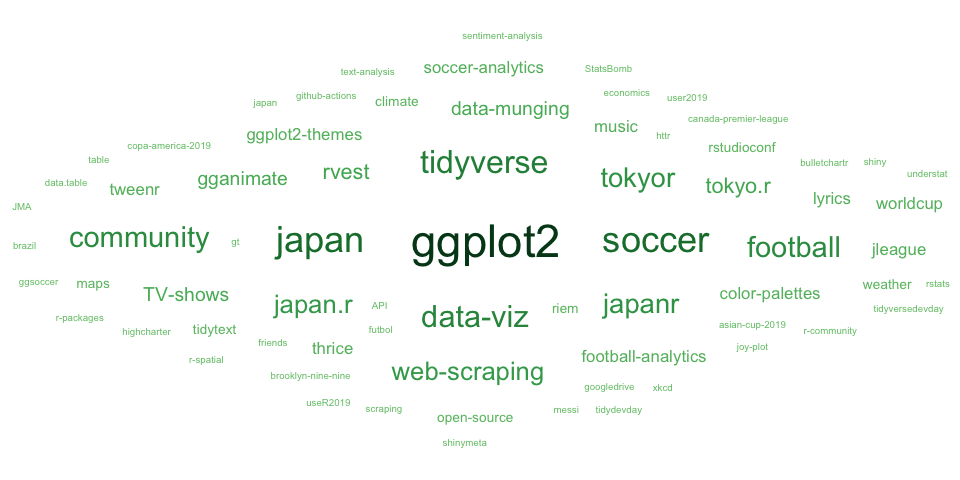 sentiment-analysis
text-analysis
soccer-analytics
StatsBomb
japan
github-actions
climate
data-munging
economics
user2019
copa-america-2019
ggplot2-themes
music
httr
canada-premier-league
table
rstudioconf
data.table
tweenr
gganimate
rvest
tidyverse
tokyor
tokyo.r
bulletchartr
shiny
understat
JMA
lyrics
worldcup
brazil
community
gt
japan
ggplot2
soccer
football
jleague
ggsoccer
maps
TV-shows
japan.r
API
data-viz
riem
japanr
color-palettes
weather
rstats
r-packages
highcharter
tidytext
futbol
asian-cup-2019
r-community
tidyversedevday
r-spatial
friends
thrice
web-scraping
football-analytics
joy-plot
brooklyn-nine-nine
googledrive
xkcd
useR2019
scraping
open-source
messi
tidydevday
shinymeta